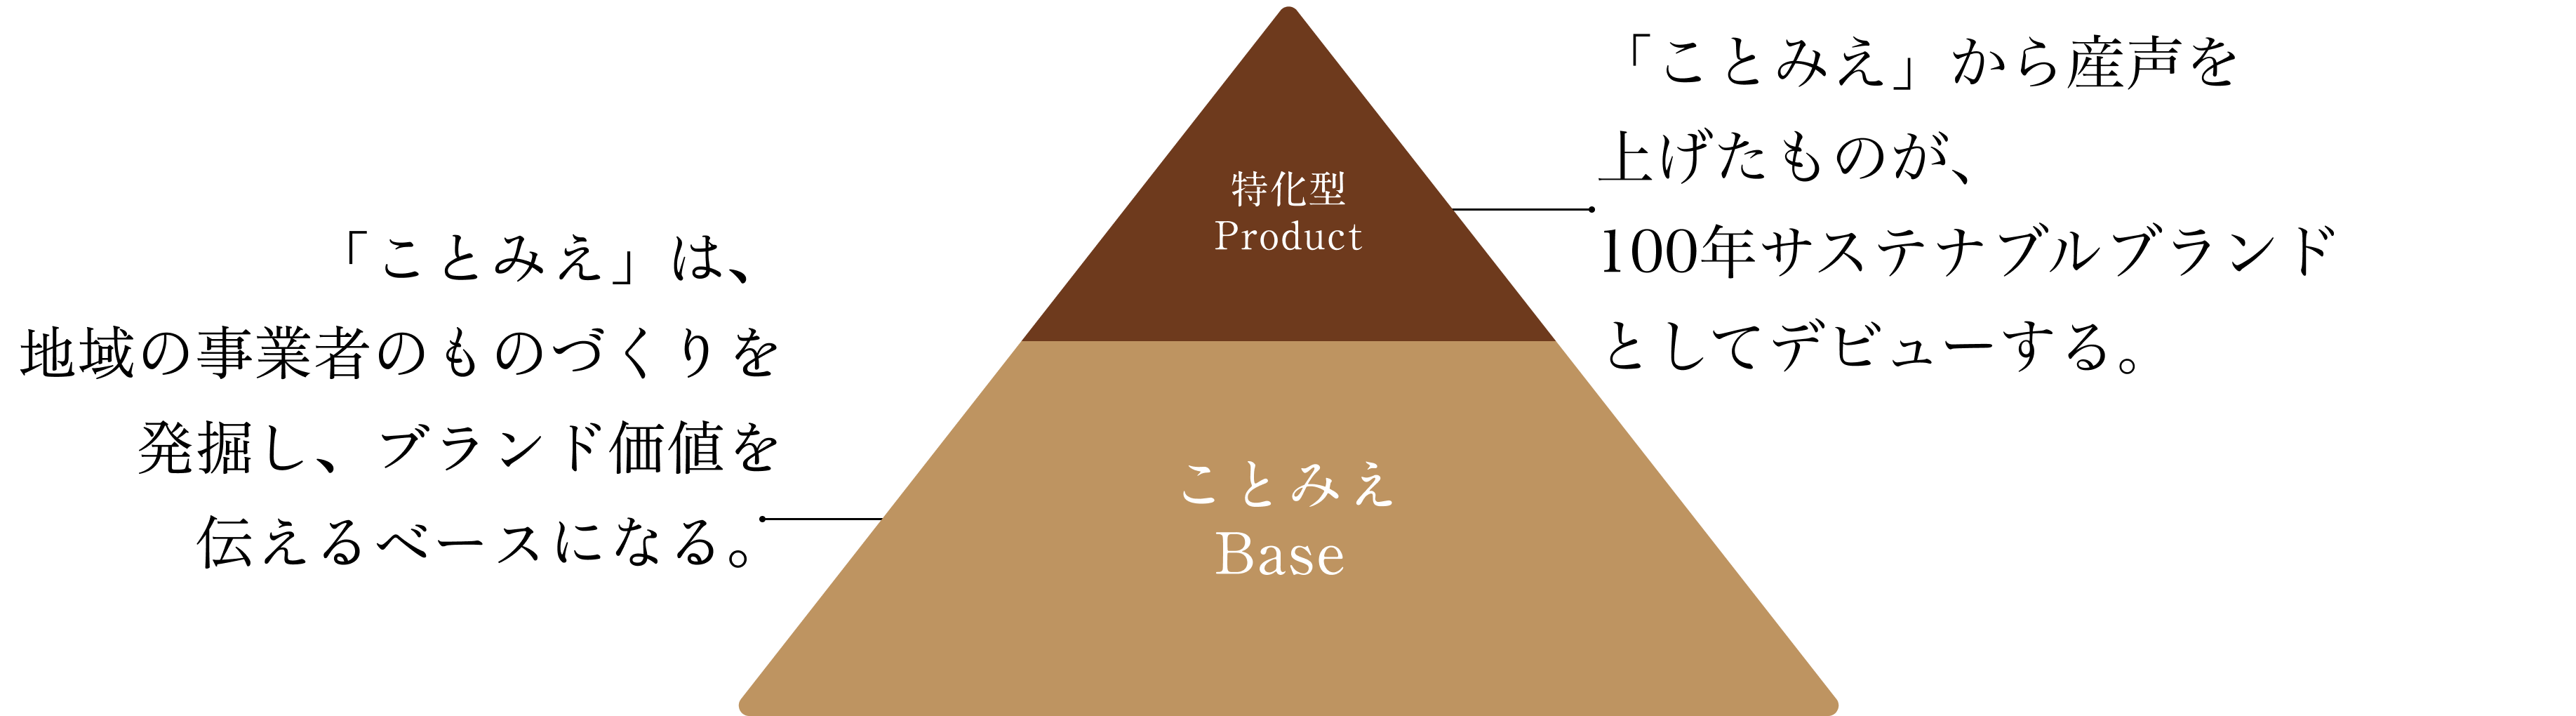 「ことみえ」は、
地域の事業者のものづくりを
発掘し、ブランド価値を
伝えるベースになる。
特化型
Product
ことみえ
Base
「ことみえ」から産声を
上げたものが、
100年サステナブルブランド
としてデビューする。